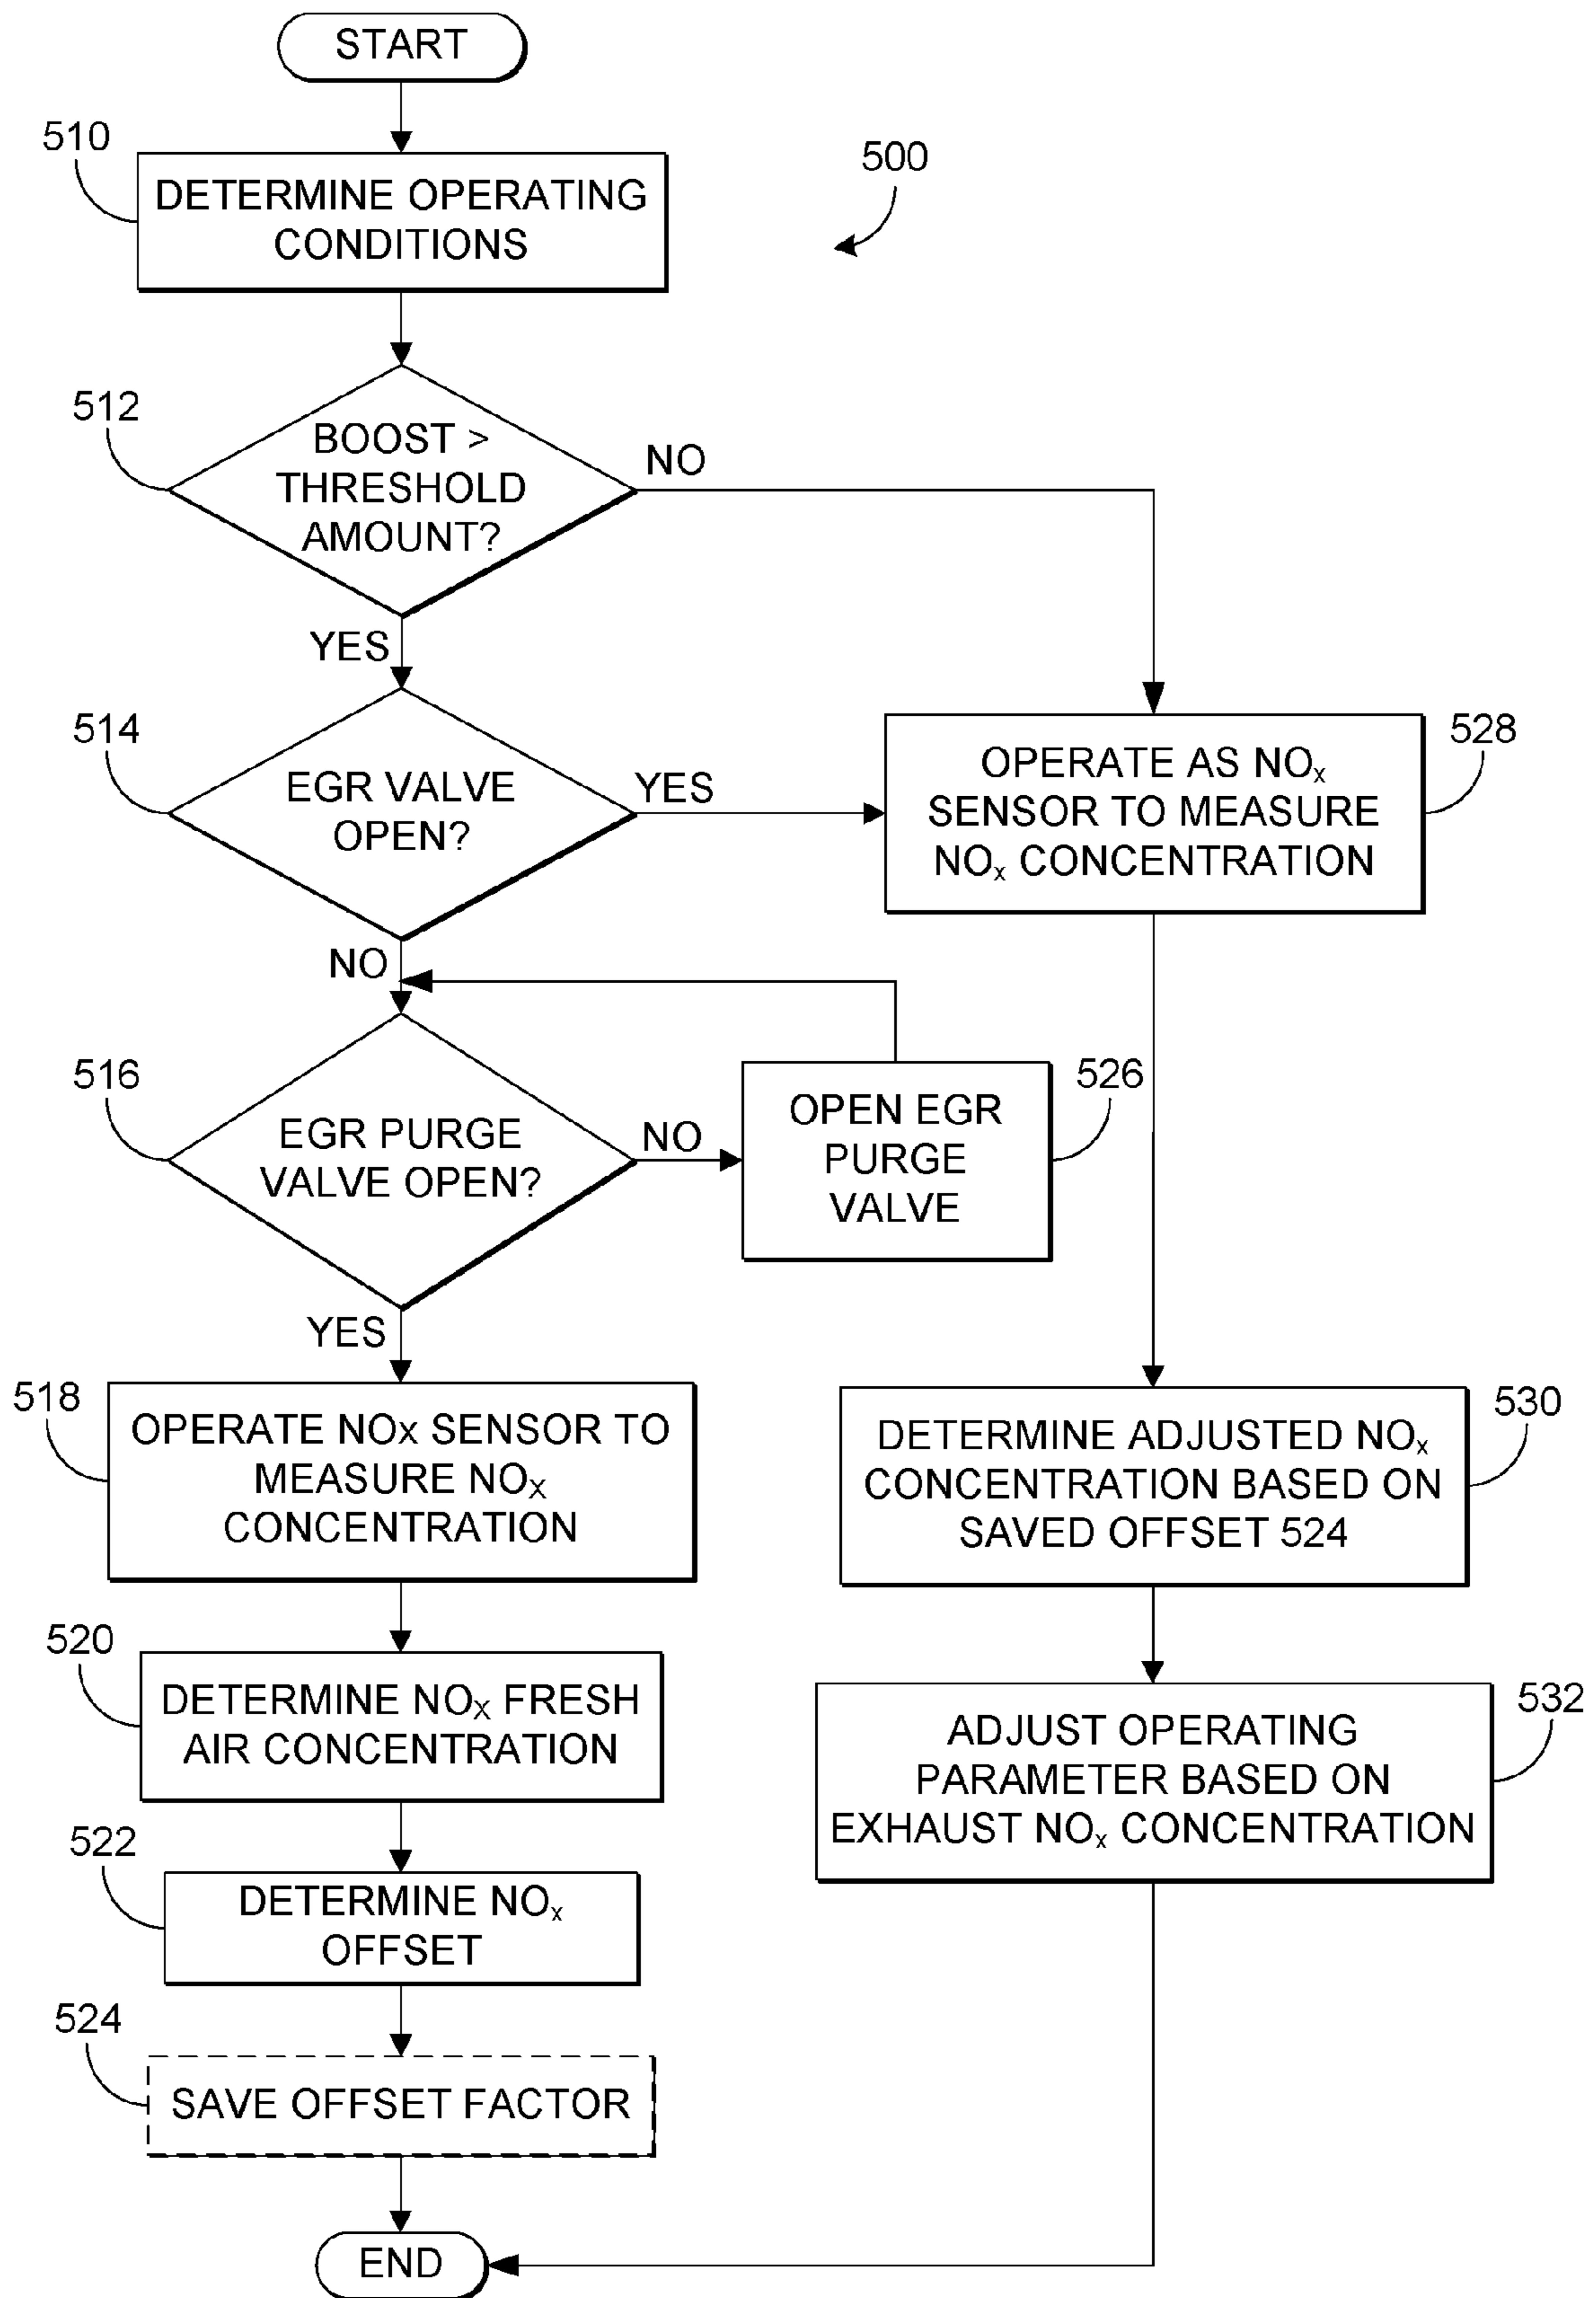 START
510
500
DETERMINE OPERATING
CONDITIONS
512
BOOST >
THRESHOLD
AMOUNT?
NO
YES
514
EGR VALVE
OPEN?
YES
528
OPERATE AS NOx
SENSOR TO MEASURE
NOx CONCENTRATION
NO
516
EGR PURGE
VALVE OPEN?
NO
526
OPEN EGR
PURGE
VALVE
YES
518
OPERATE NOx SENSOR TO
MEASURE NOx
CONCENTRATION
530
DETERMINE ADJUSTED NOx
CONCENTRATION BASED ON
SAVED OFFSET 524
520
DETERMINE NOx FRESH
AIR CONCENTRATION
532
ADJUST OPERATING
PARAMETER BASED ON
EXHAUST NOx CONCENTRATION
522
DETERMINE NOx
OFFSET
524
SAVE OFFSET FACTOR
END